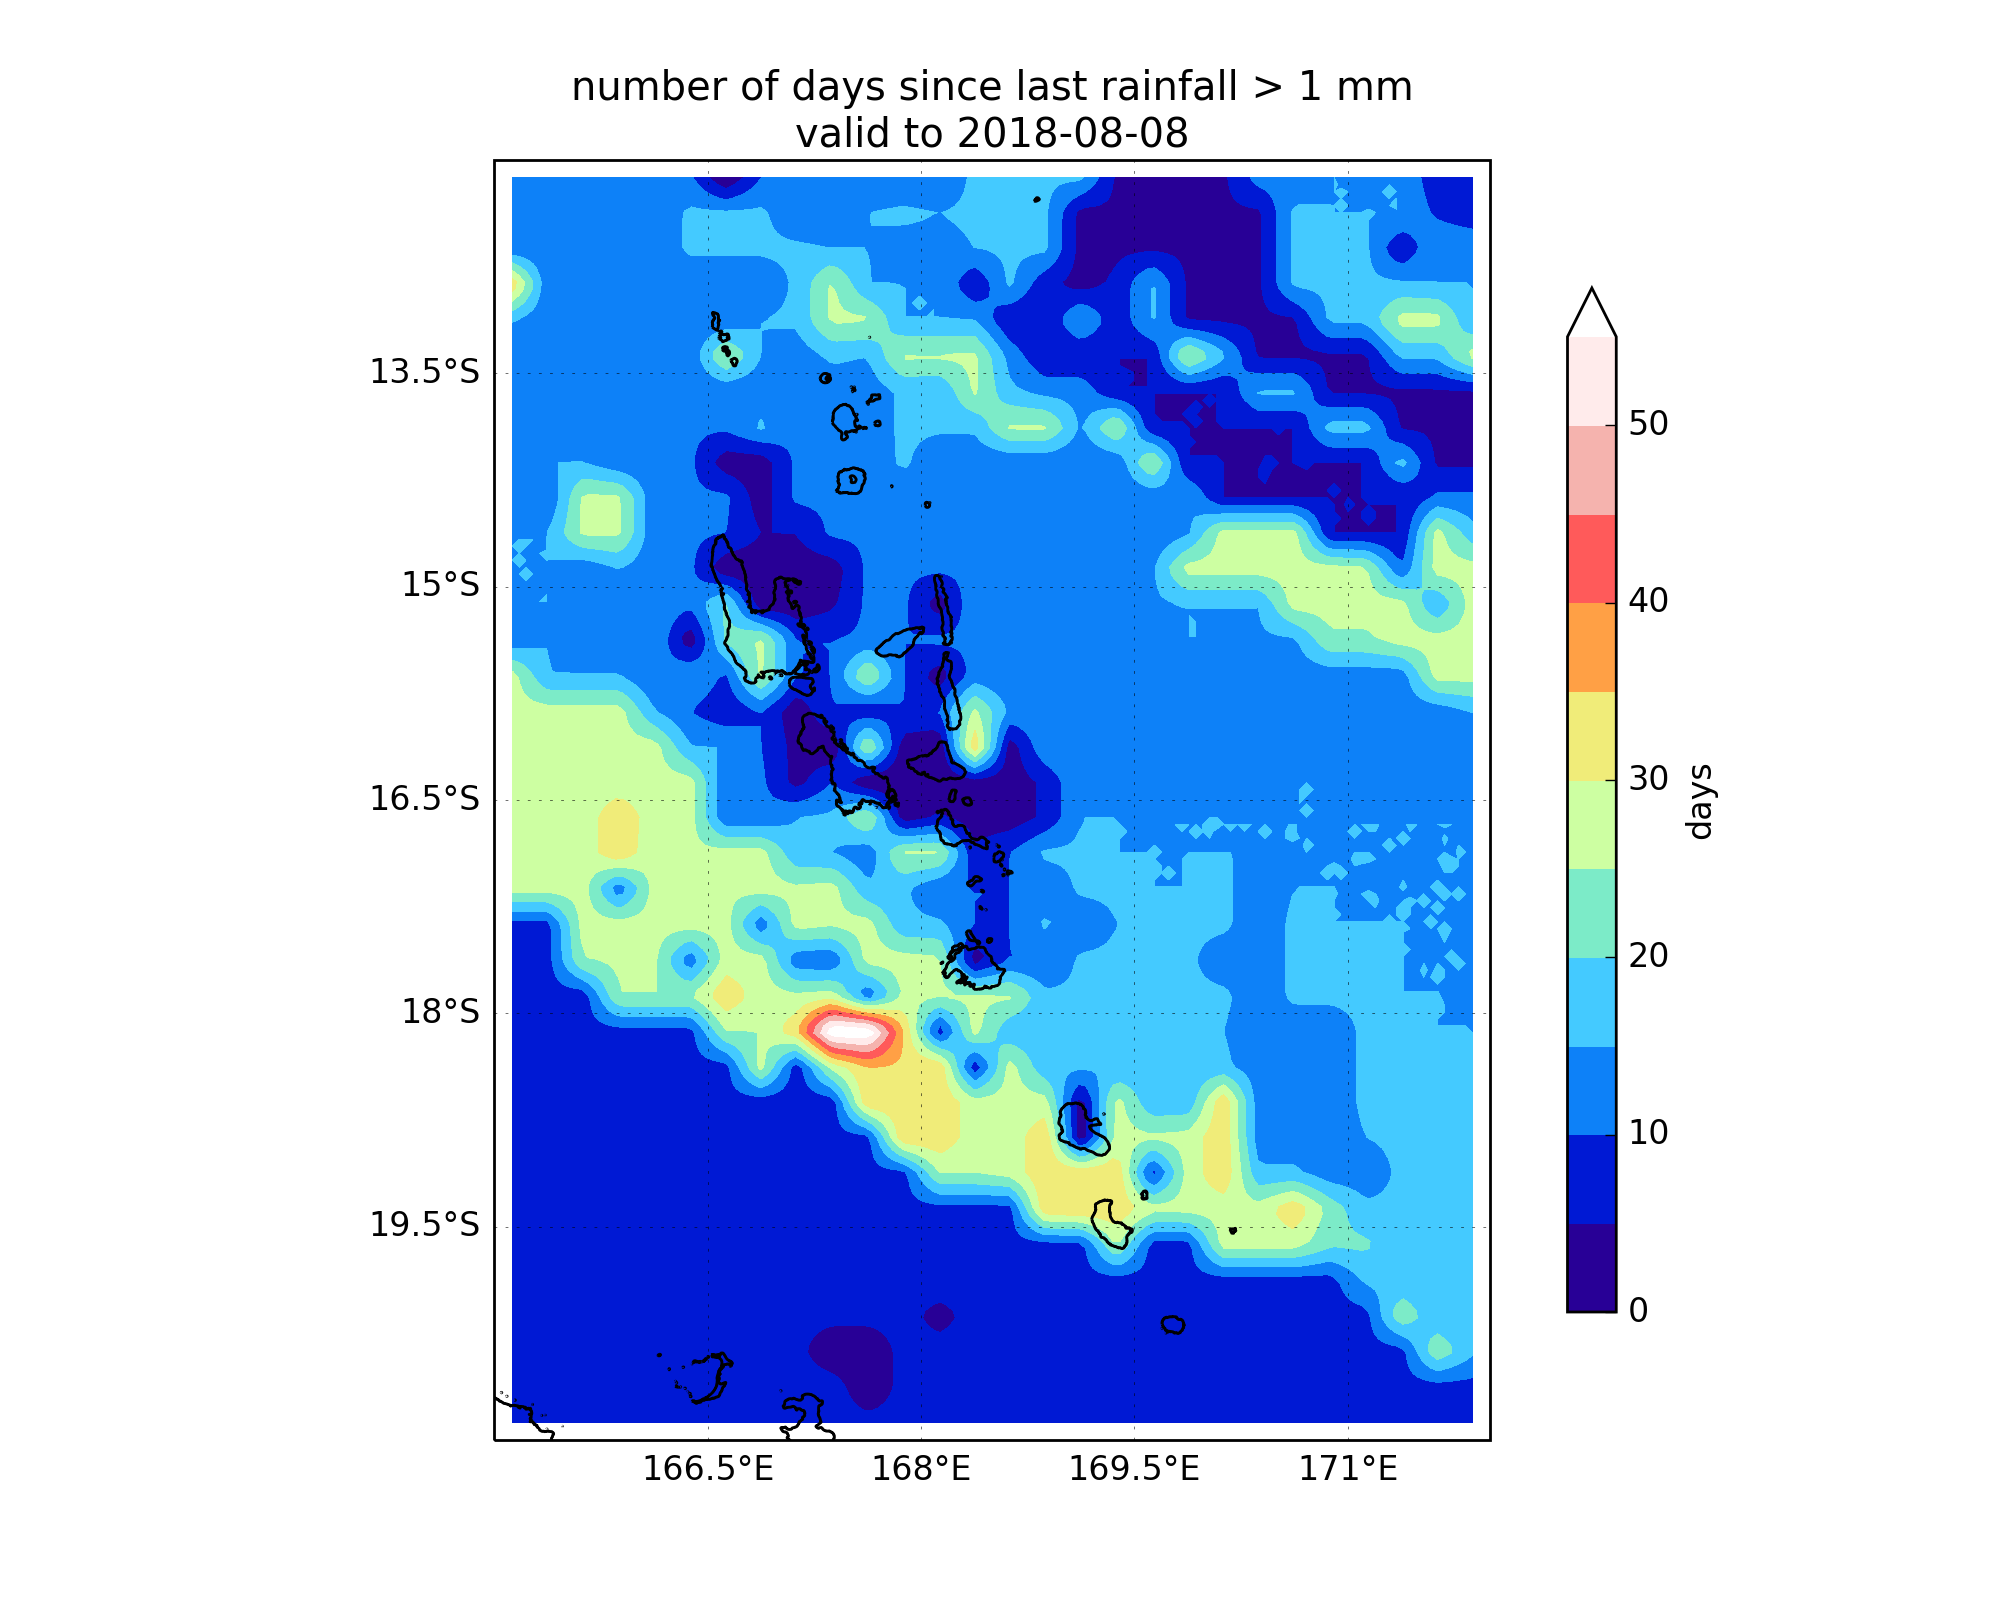 number of days since last rainfall > 1 mm
valid to 2018-08-08
13.5°S
15°S
16.5°S
18°S
19.5°S
166.5°E
168°E
169.5°E
171°E
50
40
30
20
10
0
days